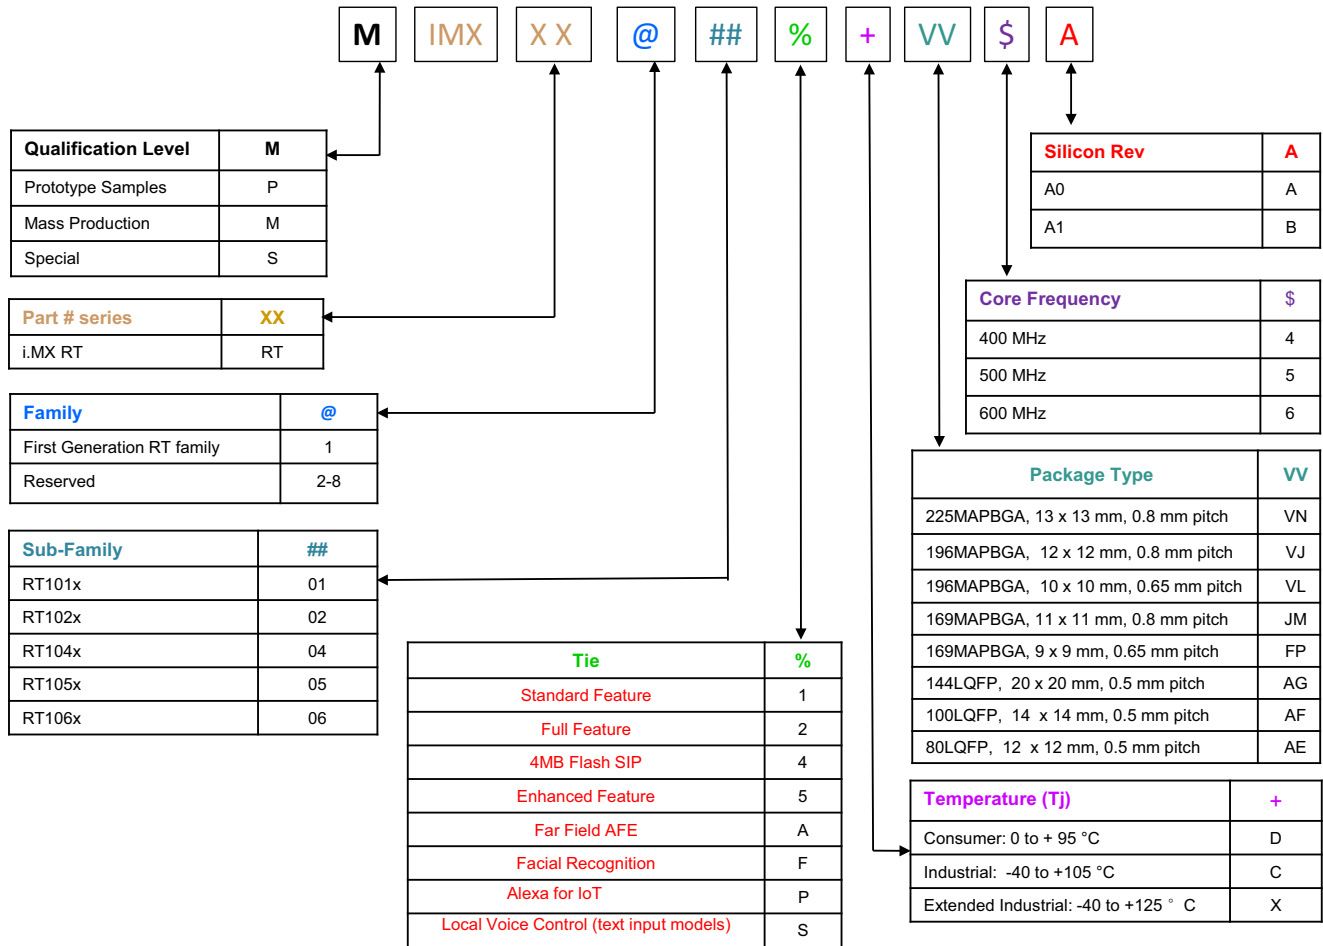 M IMX X X @ ## % + VV $ A
Qualification Level M
Prototype Samples P
Mass Production M
Special S
Part # series XX
i.MX RT RT
Family @
First Generation RT family 1
Reserved 2-8
Sub-Family ##
RT101x 01
RT102x 02
RT104x 04
RT105x 05
RT106x 06
Tie %
Standard Feature 1
Full Feature 2
4MB Flash SIP 4
Enhanced Feature 5
Far Field AFE A
Facial Recognition F
Alexa for IoT P
Local Voice Control (text input models) S
Silicon Rev A
A0 A
A1 B
Core Frequency $
400 MHz 4
500 MHz 5
600 MHz 6
Package Type VV
225MAPBGA, 13 x 13 mm, 0.8 mm pitch VN
196MAPBGA, 12 x 12 mm, 0.8 mm pitch VJ
196MAPBGA, 10 x 10 mm, 0.65 mm pitch VL
169MAPBGA, 11 x 11 mm, 0.8 mm pitch JM
169MAPBGA, 9 x 9 mm, 0.65 mm pitch FP
144LQFP, 20 x 20 mm, 0.5 mm pitch AG
100LQFP, 14 x 14 mm, 0.5 mm pitch AF
80LQFP, 12 x 12 mm, 0.5 mm pitch AE
Temperature (Tj) +
Consumer: 0 to + 95 °C D
Industrial: -40 to +105 °C C
Extended Industrial: -40 to +125 ° C X